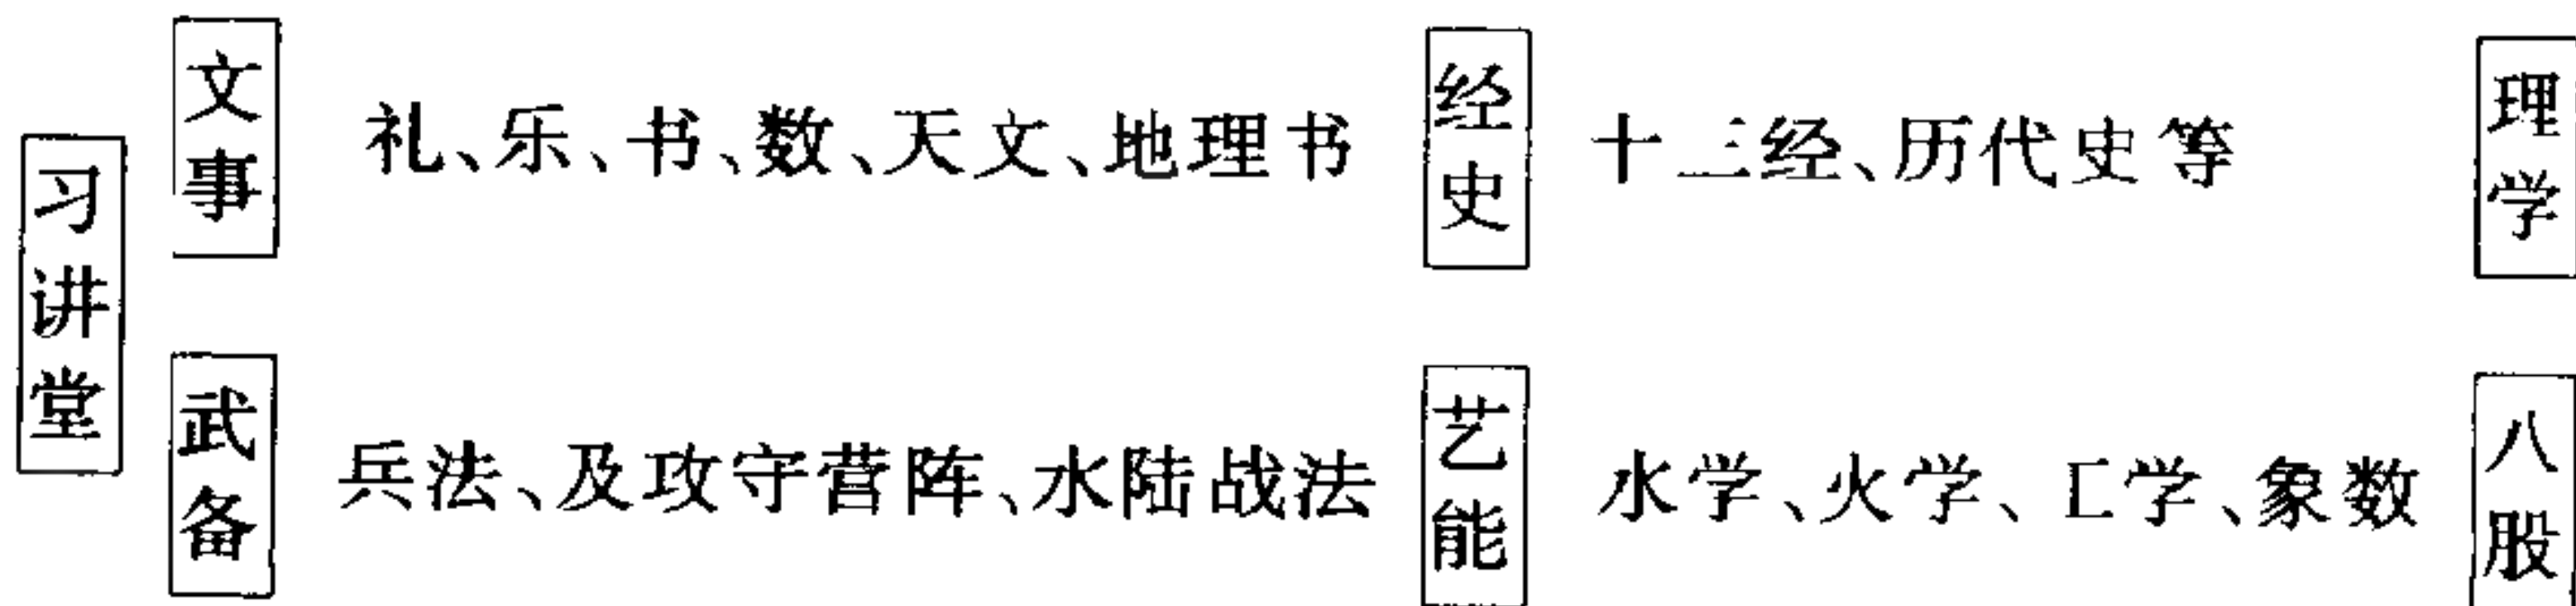 习讲堂
文事 礼、乐、书、数、天文、地理书 经史 十三经、历代史等 理学
武备 兵法、及攻守营阵、水陆战法 艺能 水学、火学、工学、象数 八股